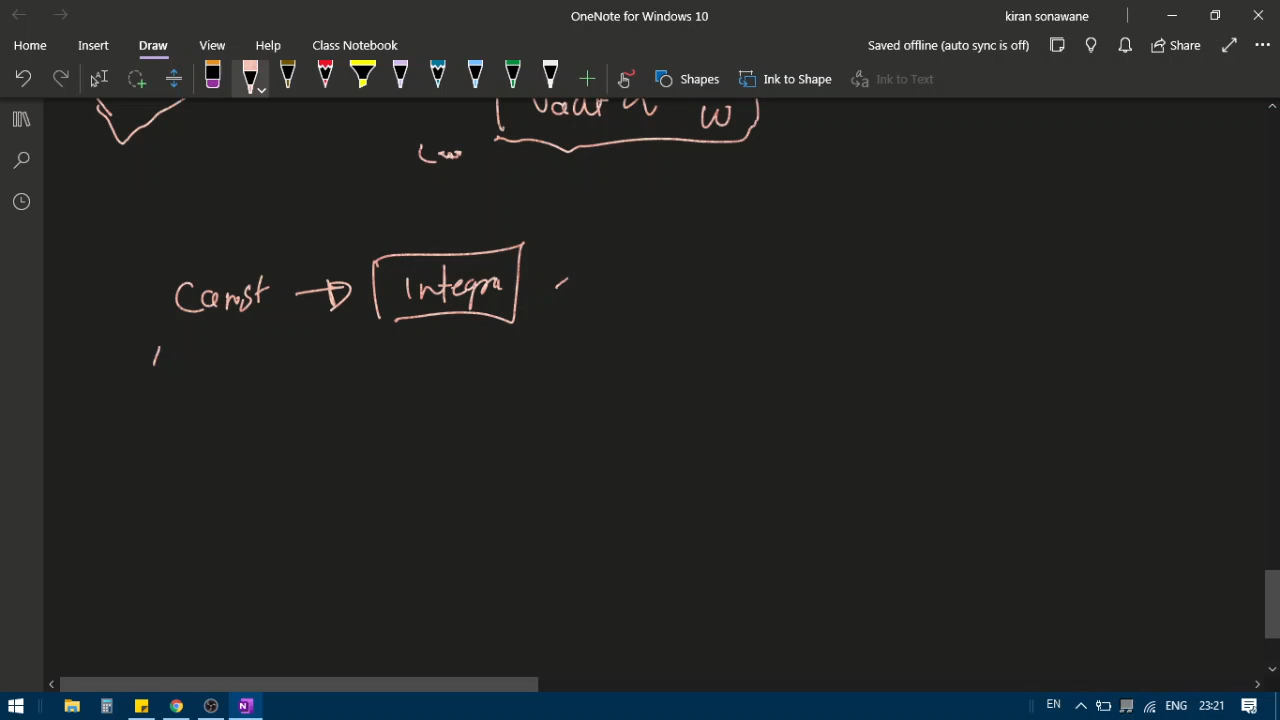 OneNote for Windows 10
kiran sonawane
Home Insert Draw View Help Class Notebook
Saved offline (auto sync is off) Share
Shapes Ink to Shape Ink to Text
w
Const Integra
EN ENG 23:21